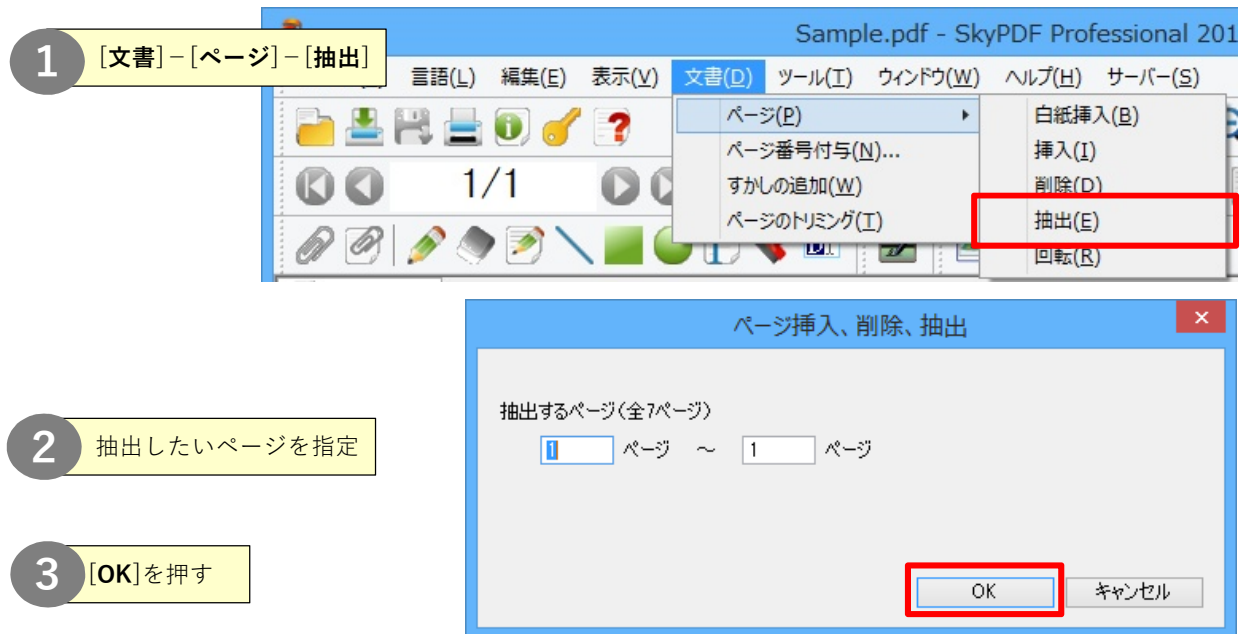 Sample.pdf - SkyPDF Professional 201
1 [文書]－[ページ]－[抽出]
言語(L) 編集(E) 表示(V) 文書(D) ツール(T) ウィンドウ(W) ヘルプ(H) サーバー(S)
ページ(P)
ページ番号付与(N)...
すかしの追加(W)
ページのトリミング(T)
白紙挿入(B)
挿入(I)
削除(D)
抽出(E)
回転(R)
1/1
ページ挿入、削除、抽出
抽出するページ(全7ページ)
1 ページ ～ 1 ページ
2 抽出したいページを指定
3 [OK]を押す
OK キャンセル